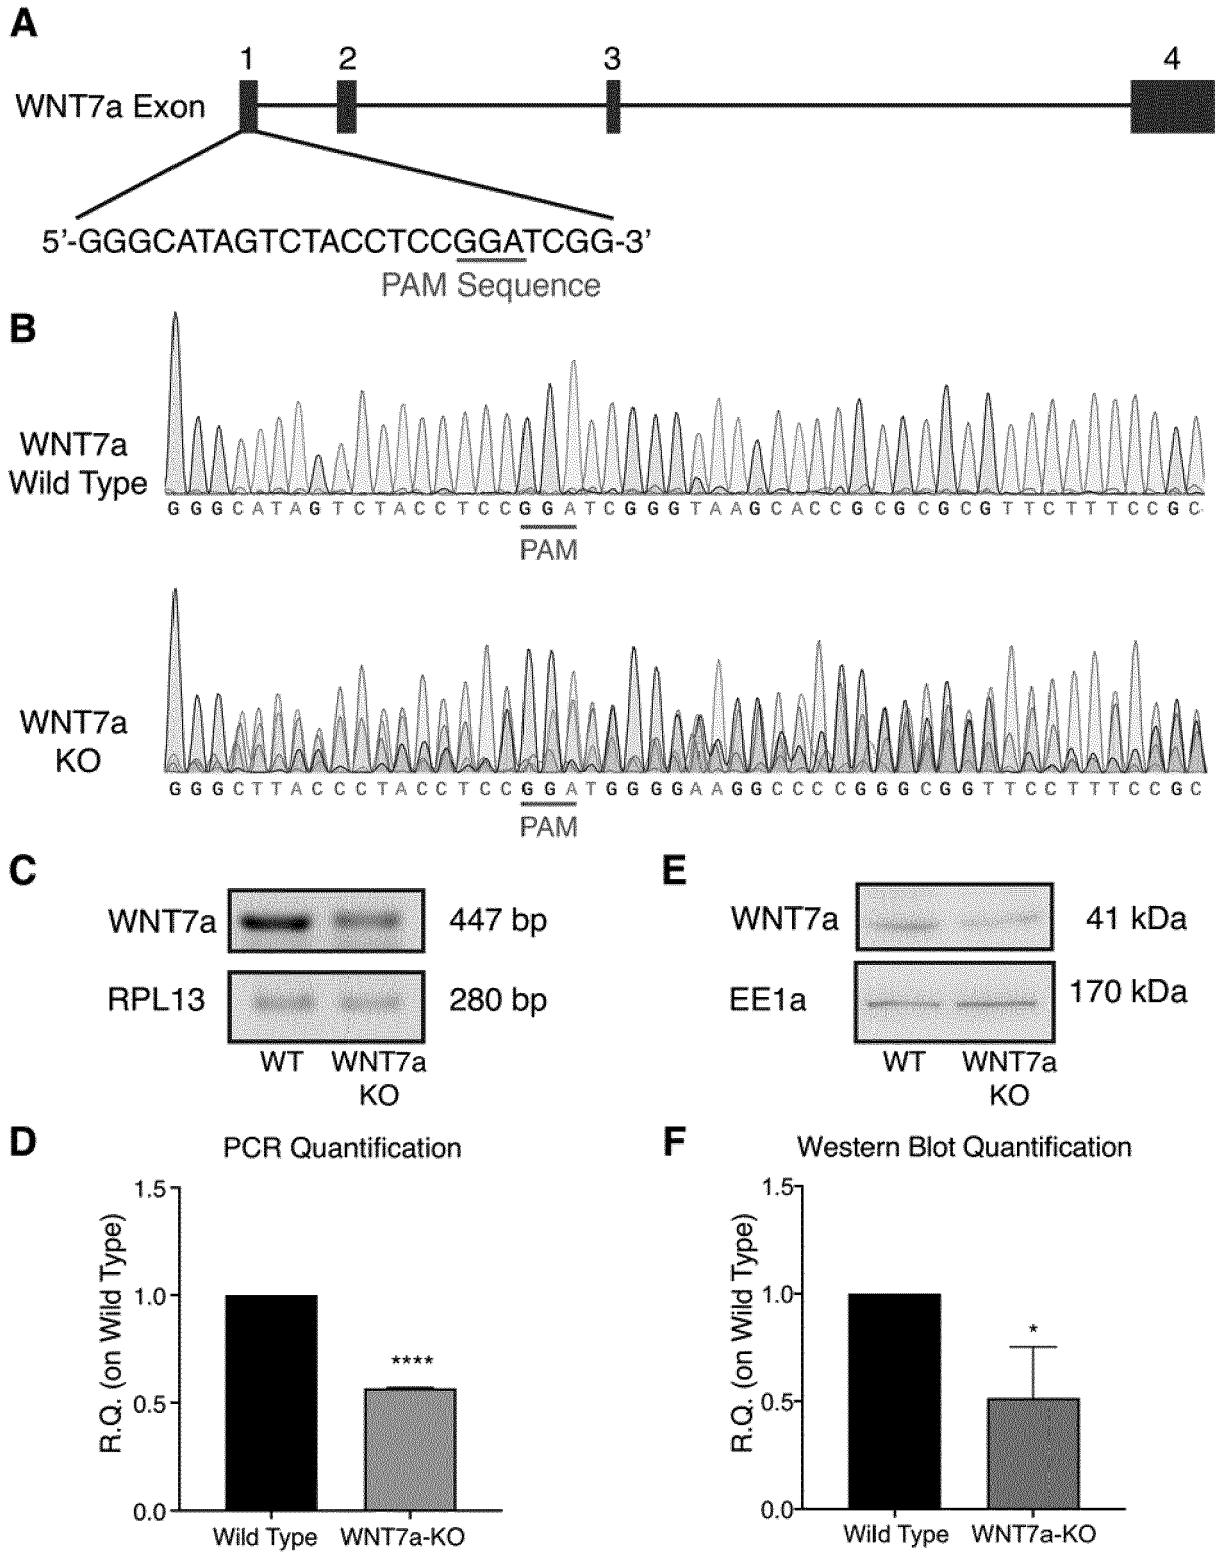 A
1 2 3 4
WNT7a Exon
5'-GGGCATAGTCTACCTCCGGATCGG-3'
PAM Sequence
B
WNT7a
Wild Type
G G G C A T A G T C T A C C T C C G G A T C G G G T A A G C A C C G C G C G C G T T C T T T C C G C
PAM
WNT7a
KO
G G G C T T A C C C T A C C T C C G G A T G G G G A A G G C C C C G G G C G G T T C C T T T C C G C
PAM
C
WNT7a 447 bp
RPL13 280 bp
WT WNT7a
KO
E
WNT7a 41 kDa
EE1a 170 kDa
WT WNT7a
KO
D
PCR Quantification
R.Q. (on Wild Type)
1.5
1.0
0.5
0.0
****
Wild Type WNT7a-KO
F
Western Blot Quantification
R.Q. (on Wild Type)
1.5
1.0
0.5
0.0
*
Wild Type WNT7a-KO